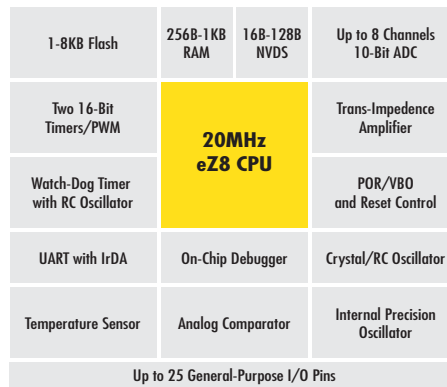 1-8KB Flash
256B-1KB
RAM
16B-128B
NVDS
Up to 8 Channels
10-Bit ADC
Two 16-Bit
Timers/PWM
20MHz
eZ8 CPU
Trans-Impedence
Amplifier
Watch-Dog Timer
with RC Oscillator
POR/VBO
and Reset Control
UART with IrDA
On-Chip Debugger
Crystal/RC Oscillator
Temperature Sensor
Analog Comparator
Internal Precision
Oscillator
Up to 25 General-Purpose I/O Pins